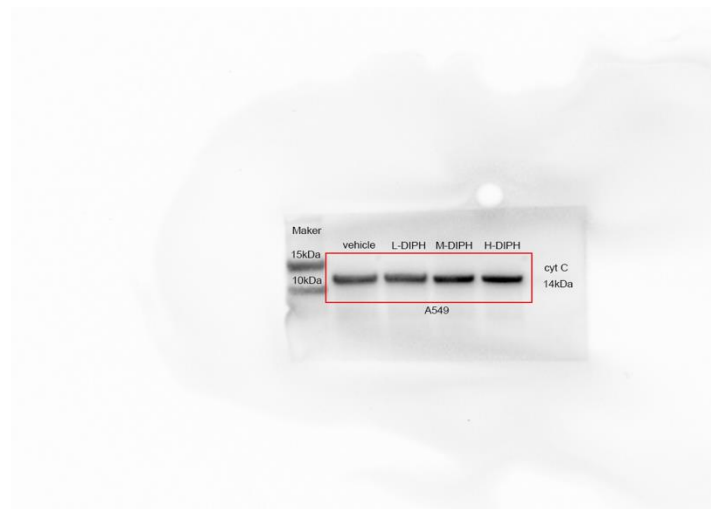 Maker
vehicle L-DIPH M-DIPH H-DIPH
15kDa
cyt C
10kDa
14kDa
A549